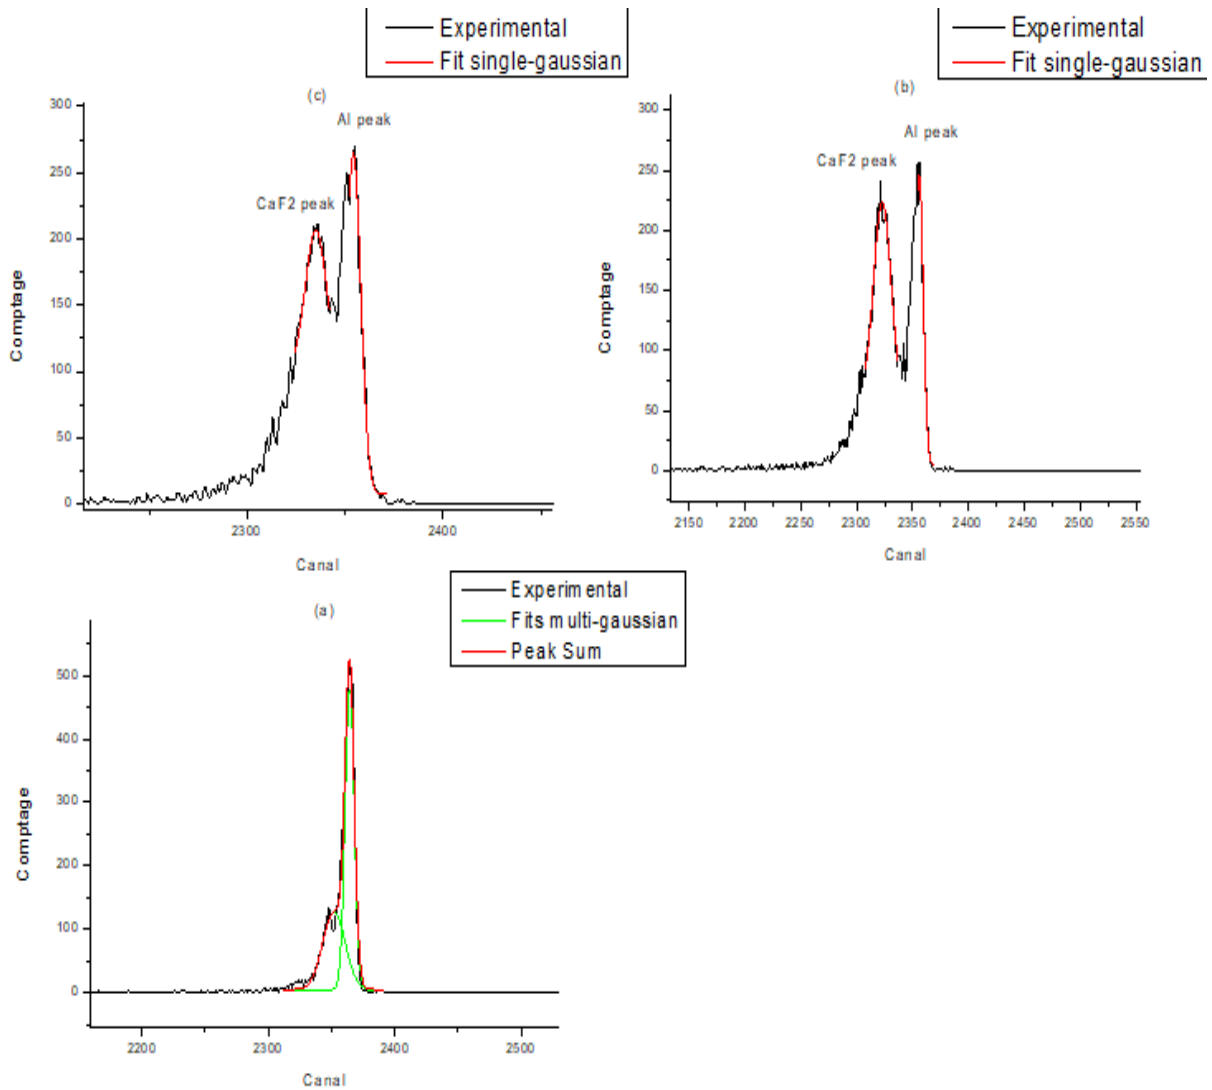 Experimental
Fit single-gaussian
(c)
300
250
200
150
100
50
0
Al peak
CaF2 peak
Comptage
2300
2400
Canal
Experimental
Fit single-gaussian
(b)
300
250
200
150
100
50
0
Al peak
CaF2 peak
Comptage
2150
2200
2250
2300
2350
2400
2450
2500
2550
Canal
Experimental
Fits multi-gaussian
Peak Sum
(a)
500
400
300
200
100
0
Comptage
2200
2300
2400
2500
Canal